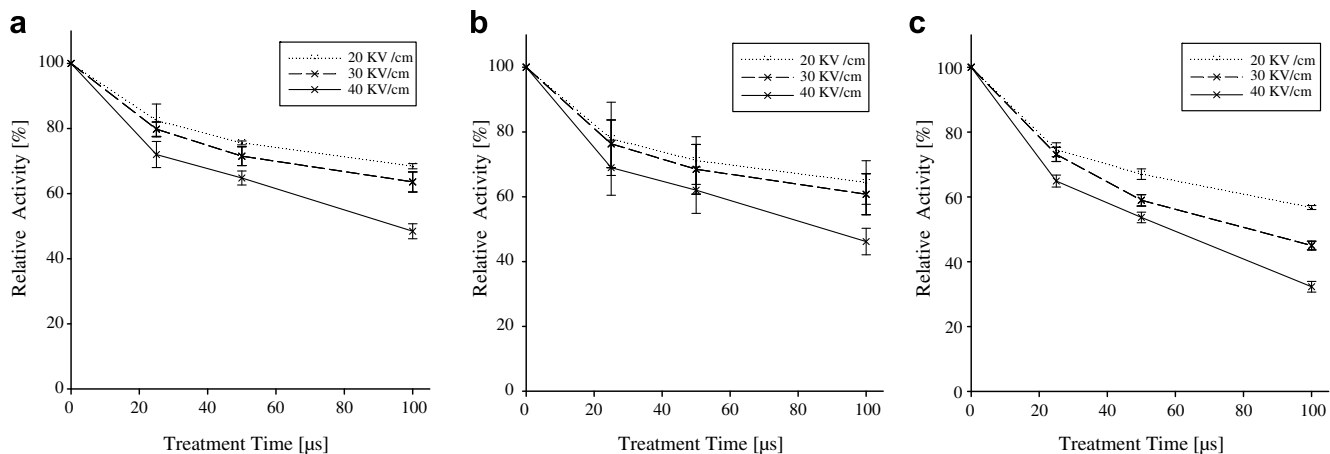 a
20 KV /cm
30 KV/cm
40 KV/cm
100
80
60
40
20
0
Relative Activity [%]
0 20 40 60 80 100
Treatment Time [µs]
b
20 KV /cm
30 KV/cm
40 KV/cm
100
80
60
40
20
0
Relative Activity [%]
0 20 40 60 80 100
Treatment Time [µs]
c
20 KV /cm
30 KV/cm
40 KV/cm
100
80
60
40
20
0
Relative Activity [%]
0 20 40 60 80 100
Treatment Time [µs]